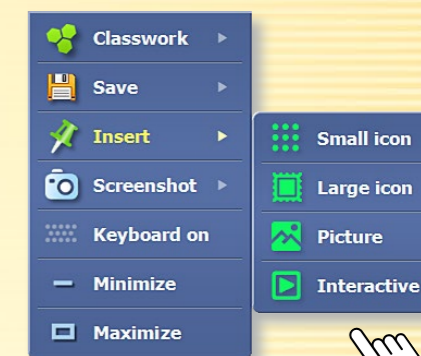 Classwork
Save
Insert
Screenshot
Keyboard on
Minimize
Maximize
Small icon
Large icon
Picture
Interactive